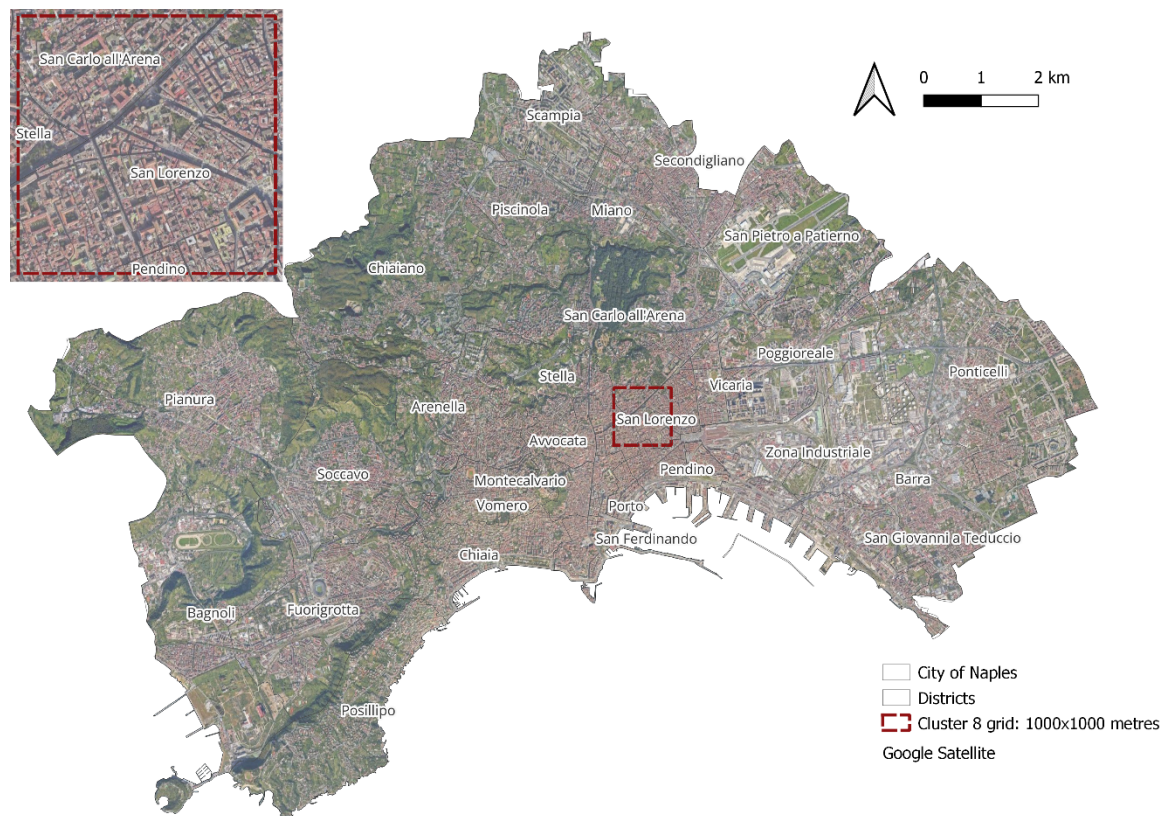 San Carlo all'Arena
Stella
San Lorenzo
Pendino
0 1 2 km
Scampia
Secondigliano
Piscinola
Miano
San Pietro a Patierno
Chiaiano
San Carlo all'Arena
Poggioreale
Ponticelli
Stella
Vicaria
Pianura
Arenella
San Lorenzo
Avvocata
Zona Industriale
Soccavo
Pendino
Barra
Montecalvario
Vomero
Porto
San Ferdinando
San Giovanni a Teduccio
Chiaia
Bagnoli
Fuorigrotta
Posillipo
City of Naples
Districts
Cluster 8 grid: 1000x1000 metres
Google Satellite